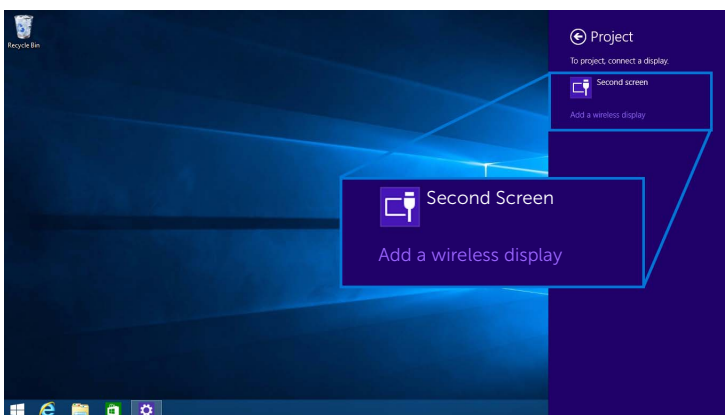 Recycle Bin
Project
To project, connect a display.
Second screen
Add a wireless display
Second Screen
Add a wireless display